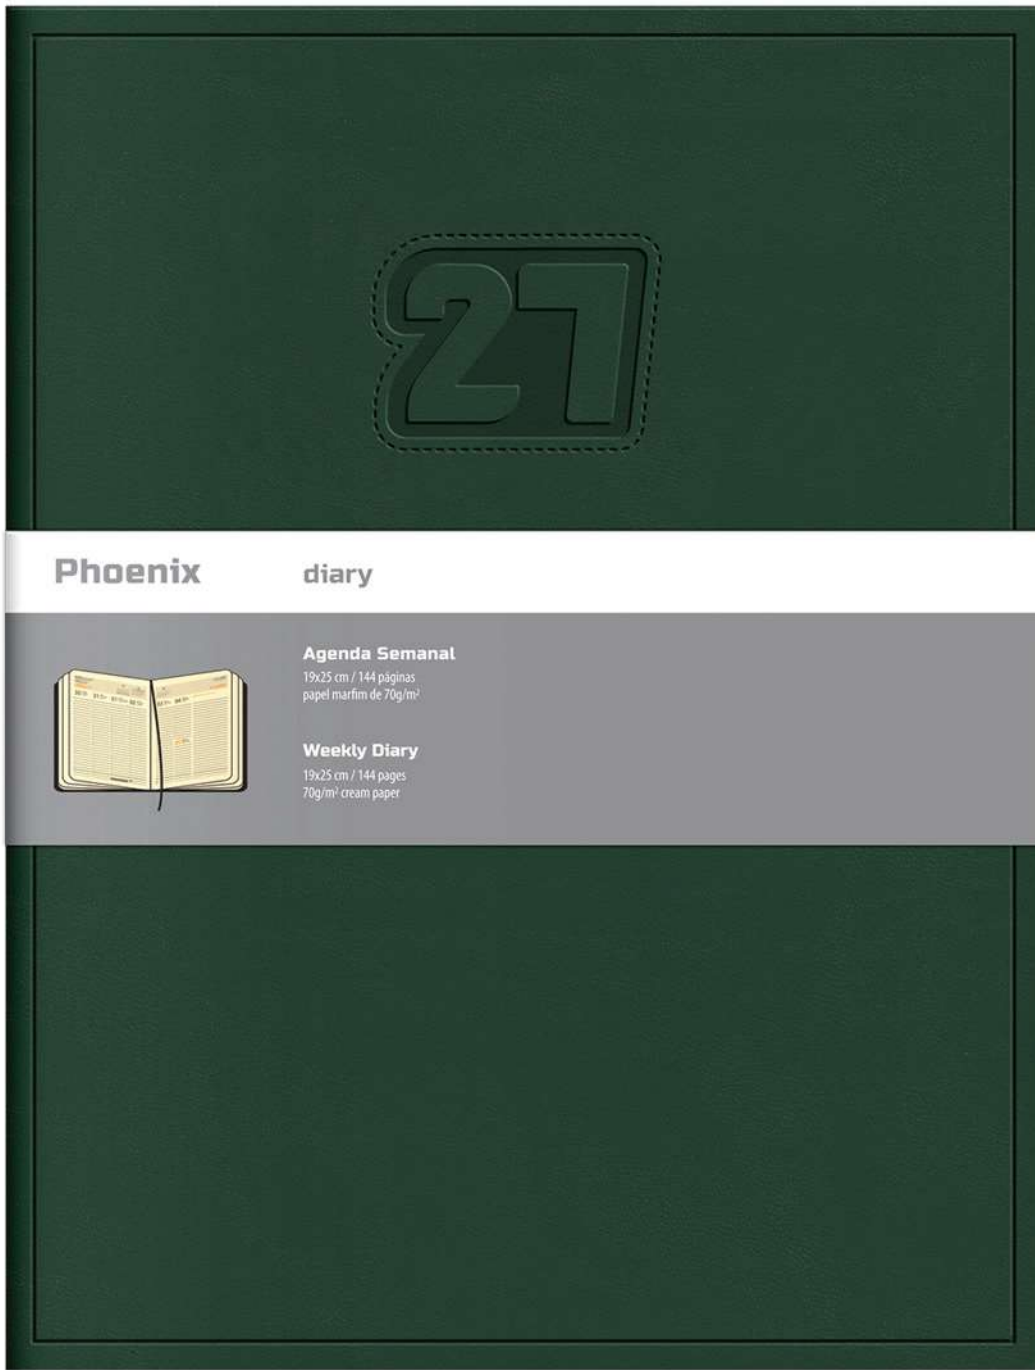 27
Phoenix diary
Agenda Semanal
19x25 cm / 144 páginas
papel marfim de 70g/m²
Weekly Diary
19x25 cm / 144 pages
70g/m² cream paper